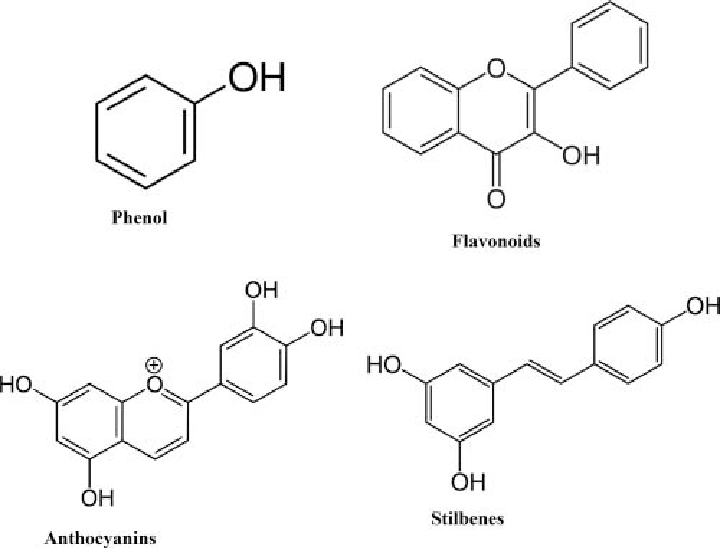 OH
Phenol
O
OH
O
Flavonoids
OH
OH
HO
O
+
OH
Anthocyanins
OH
HO
OH
Stilbenes